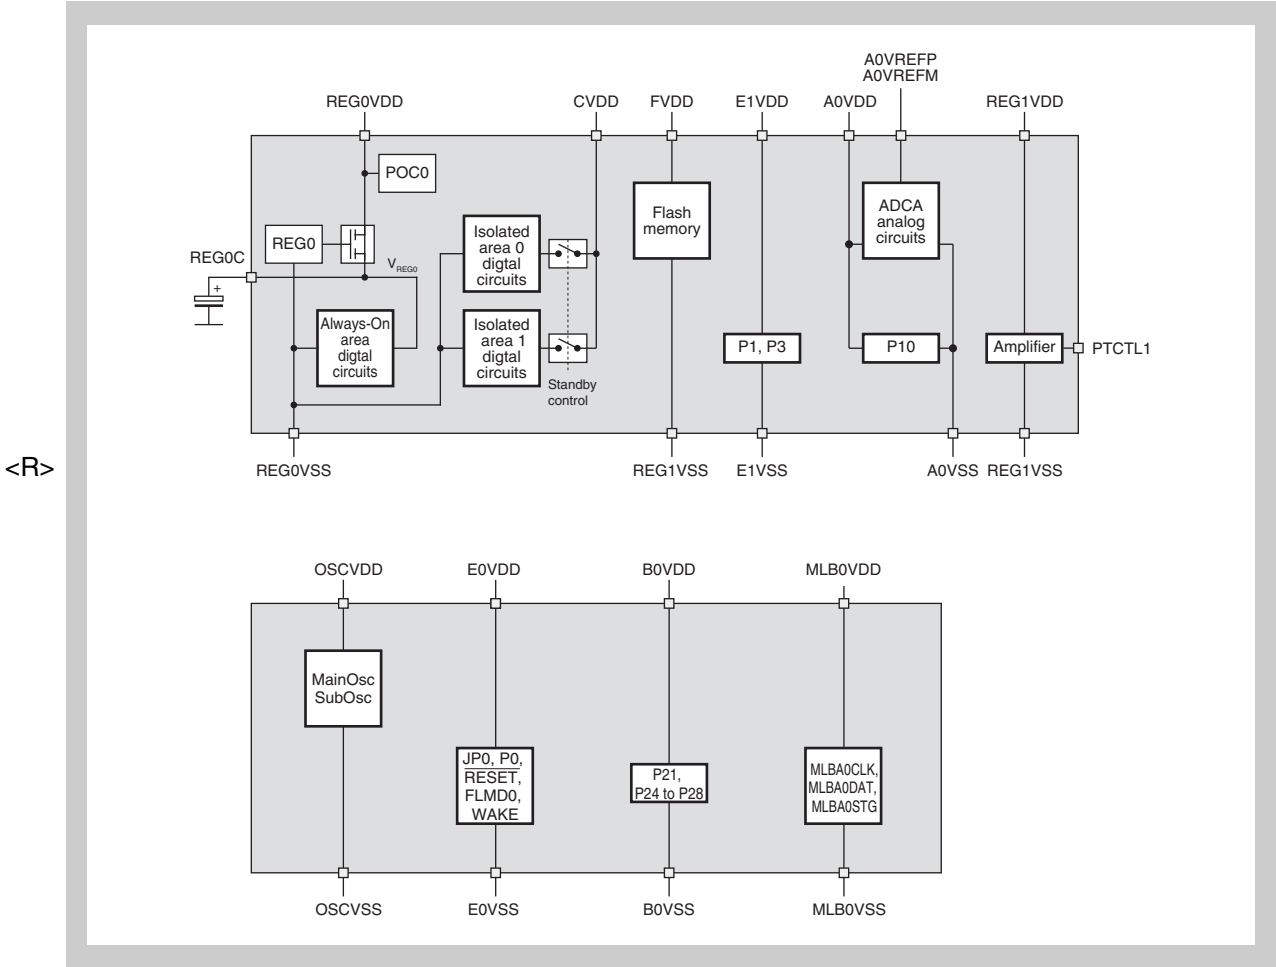 A0VREFP
A0VREFM
REG0VDD
CVDD
FVDD
E1VDD
A0VDD
REG1VDD
POC0
REG0
REG0C
+
VREG0
Always-On
area
digtal
circuits
Isolated
area 0
digtal
circuits
Isolated
area 1
digtal
circuits
Standby
control
Flash
memory
P1, P3
ADCA
analog
circuits
P10
Amplifier
PTCTL1
<R>
REG0VSS
REG1VSS
E1VSS
A0VSS
REG1VSS
OSCVDD
E0VDD
B0VDD
MLB0VDD
MainOsc
SubOsc
JP0, P0,
RESET,
FLMD0,
WAKE
P21,
P24 to P28
MLBA0CLK,
MLBA0DAT,
MLBA0STG
OSCVSS
E0VSS
B0VSS
MLB0VSS